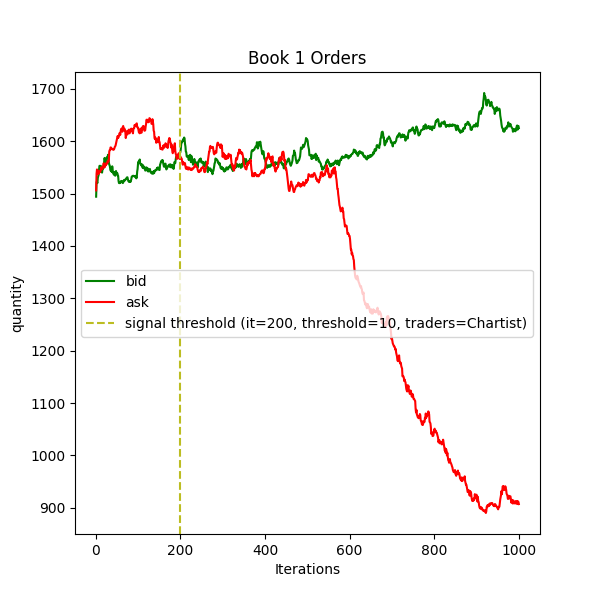 Book 1 Orders
quantity
1700
1600
1500
1400
1300
1200
1100
1000
900
bid
ask
signal threshold (it=200, threshold=10, traders=Chartist)
0 200 400 600 800 1000
Iterations